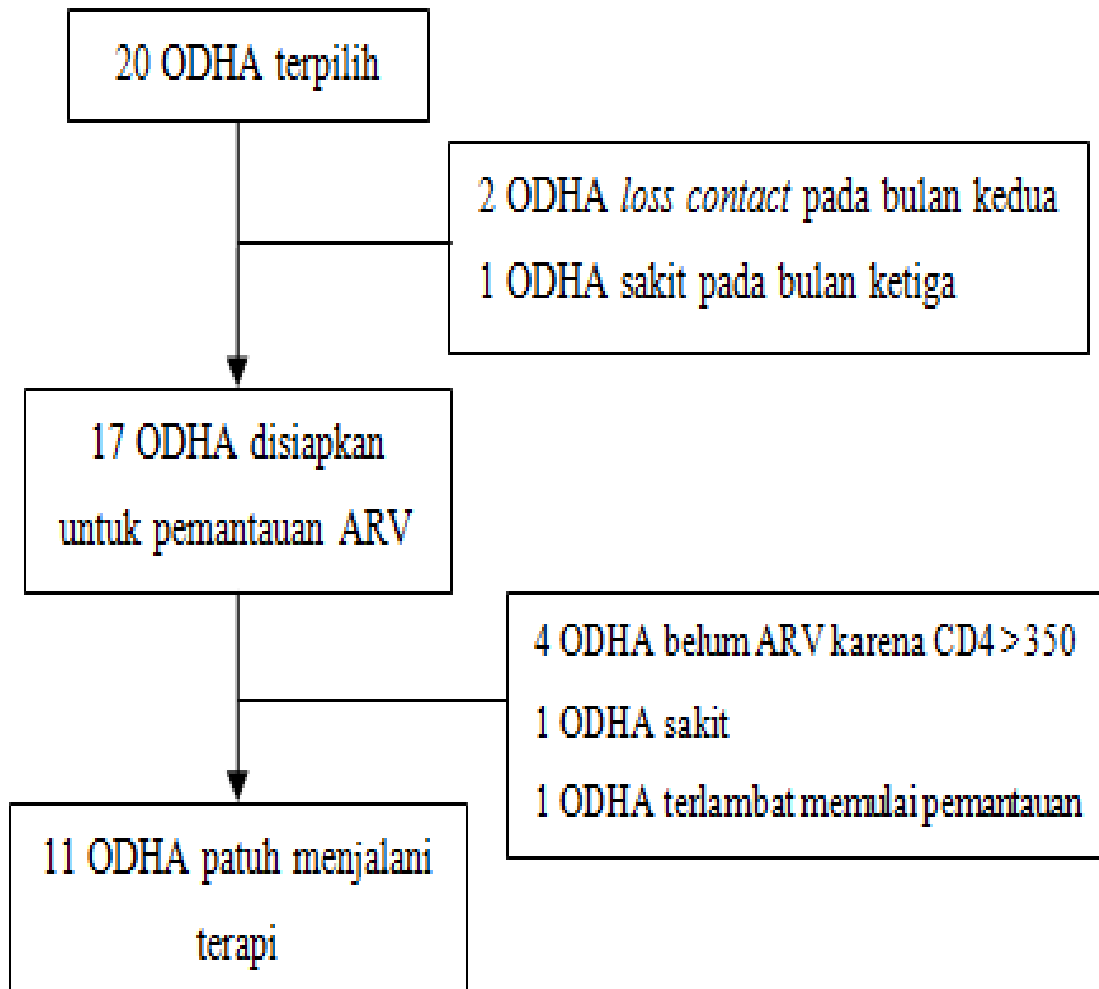 20 ODHA terpilih
2 ODHA loss contact pada bulan kedua
1 ODHA sakit pada bulan ketiga
17 ODHA disiapkan
untuk pemantauan ARV
4 ODHA belum ARV karena CD4 > 350
1 ODHA sakit
1 ODHA terlambat memulai pemantauan
11 ODHA patuh menjalani
terapi